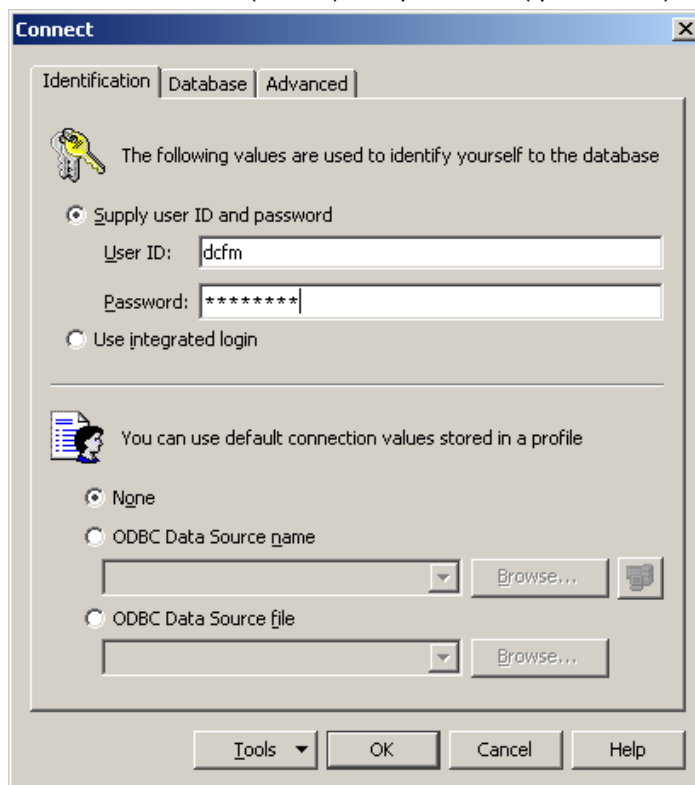 Connect
Identification Database Advanced
The following values are used to identify yourself to the database
Supply user ID and password
User ID: dcfm
Password: ********
Use integrated login
You can use default connection values stored in a profile
None
ODBC Data Source name
Browse...
ODBC Data Source file
Browse...
Tools OK Cancel Help